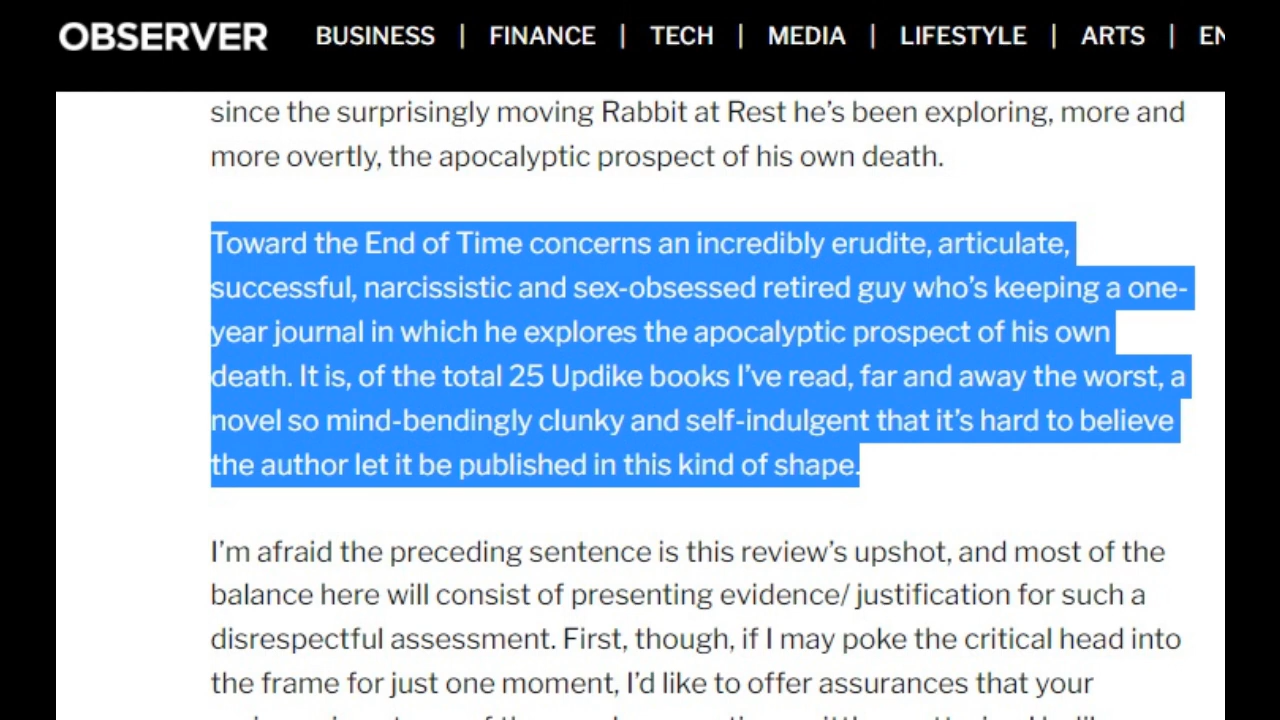 OBSERVER BUSINESS | FINANCE | TECH | MEDIA | LIFESTYLE | ARTS |
since the surprisingly moving Rabbit at Rest he’s been exploring, more and
more overtly, the apocalyptic prospect of his own death.
Toward the End of Time concerns an incredibly erudite, articulate,
successful, narcissistic and sex-obsessed retired guy who’s keeping a one-
year journal in which he explores the apocalyptic prospect of his own
death. It is, of the total 25 Updike books I’ve read, far and away the worst, a
novel so mind-bendingly clunky and self-indulgent that it’s hard to believe
the author let it be published in this kind of shape.
I’m afraid the preceding sentence is this review’s upshot, and most of the
balance here will consist of presenting evidence/ justification for such a
disrespectful assessment. First, though, if I may poke the critical head into
the frame for just one moment, I’d like to offer assurances that your